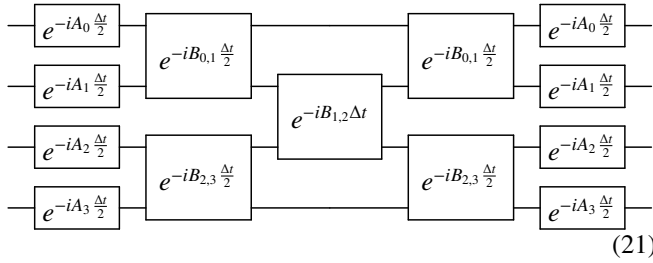 e^{-iA_0 \frac{\Delta t}{2}} e^{-iB_{0,1} \frac{\Delta t}{2}} e^{-iB_{0,1} \frac{\Delta t}{2}} e^{-iA_0 \frac{\Delta t}{2}}
e^{-iA_1 \frac{\Delta t}{2}} e^{-iB_{1,2} \Delta t} e^{-iA_1 \frac{\Delta t}{2}}
e^{-iA_2 \frac{\Delta t}{2}} e^{-iB_{2,3} \frac{\Delta t}{2}} e^{-iB_{2,3} \frac{\Delta t}{2}} e^{-iA_2 \frac{\Delta t}{2}}
e^{-iA_3 \frac{\Delta t}{2}} e^{-iA_3 \frac{\Delta t}{2}}
(21)